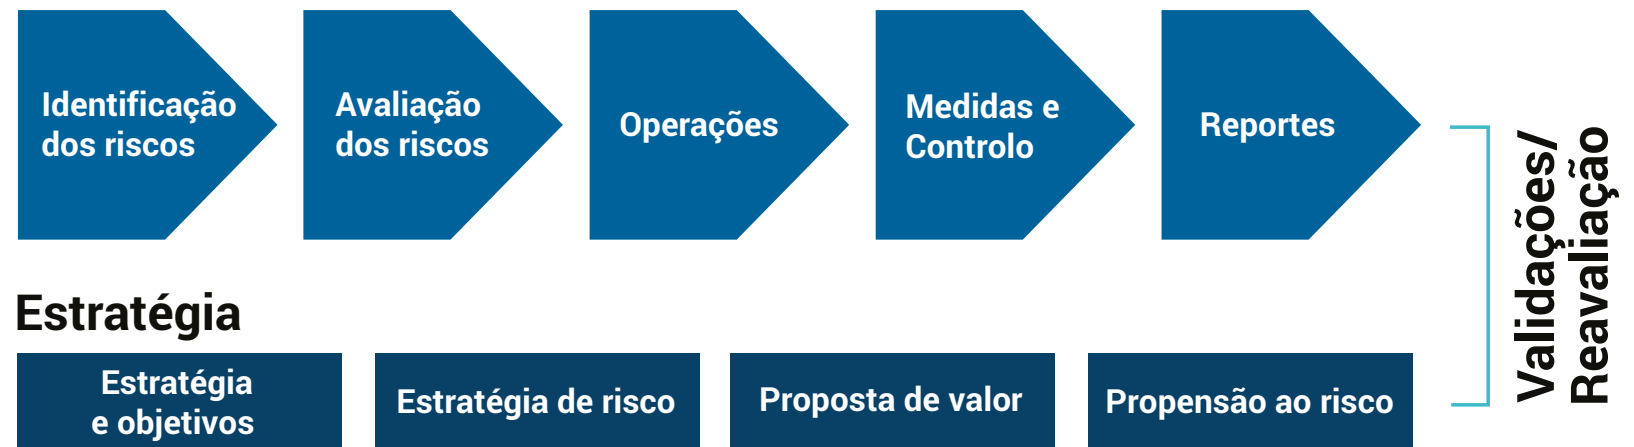 Identificação
dos riscos
Avaliação
dos riscos
Operações
Medidas e
Controlo
Reportes
Validações/
Reavaliação
Estratégia
Estratégia
e objetivos
Estratégia de risco
Proposta de valor
Propensão ao risco